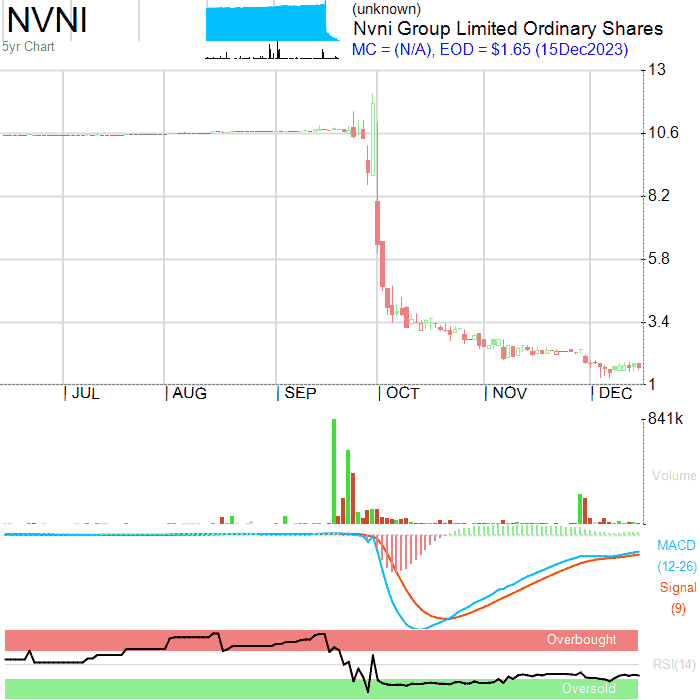 NVNI
5yr Chart
(unknown)
Nvni Group Limited Ordinary Shares
MC = (N/A), EOD = $1.65 (15Dec2023)
13
10.6
8.2
5.8
3.4
1
JUL AUG SEP OCT NOV DEC
841k
Volume
MACD
(12-26)
Signal
(9)
Overbought
RSI(14)
Oversold